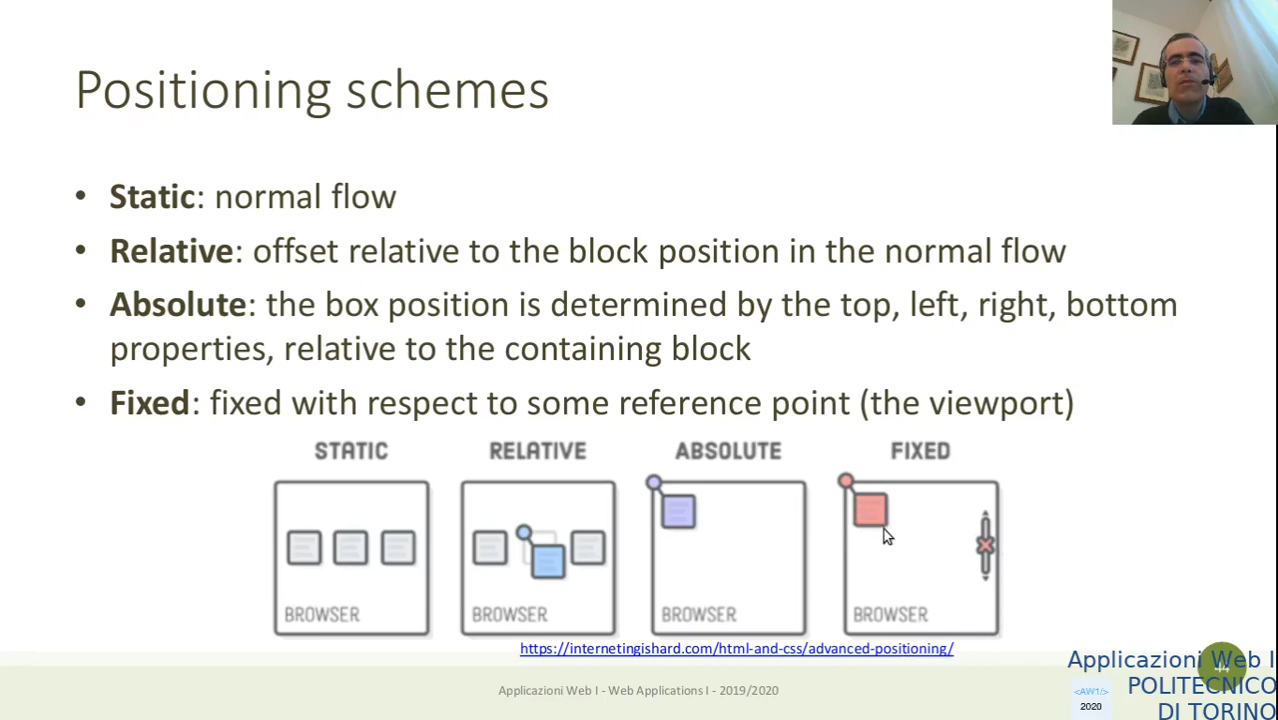 Positioning schemes
• Static: normal flow
• Relative: offset relative to the block position in the normal flow
• Absolute: the box position is determined by the top, left, right, bottom
properties, relative to the containing block
• Fixed: fixed with respect to some reference point (the viewport)
STATIC RELATIVE ABSOLUTE FIXED
BROWSER BROWSER BROWSER BROWSER
https://internetingishard.com/html-and-css/advanced-positioning/
Applicazioni Web I - Web Applications I - 2019/2020
44
Applicazioni Web I
<AW1/> POLITECNICO
2020 DI TORINO